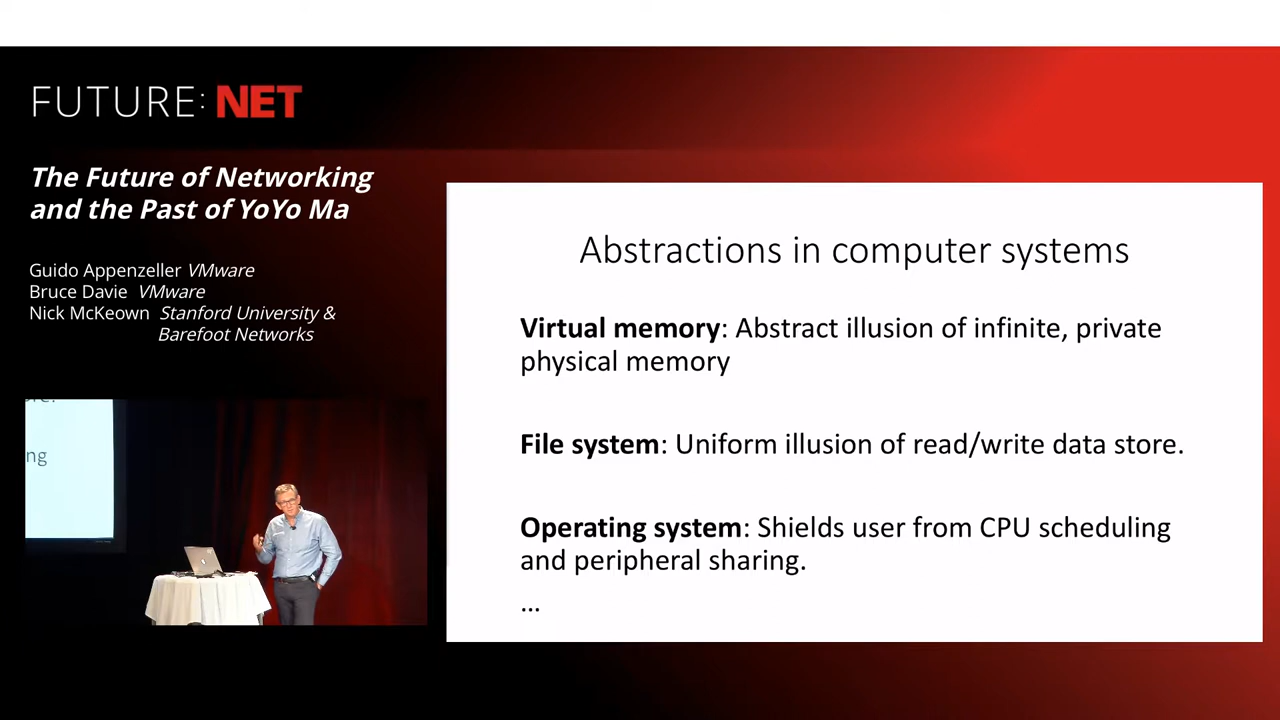 FUTURE: NET
The Future of Networking
and the Past of YoYo Ma
Guido Appenzeller VMware
Bruce Davie VMware
Nick McKeown Stanford University &
Barefoot Networks
Abstractions in computer systems
Virtual memory: Abstract illusion of infinite, private
physical memory
File system: Uniform illusion of read/write data store.
Operating system: Shields user from CPU scheduling
and peripheral sharing.
...
ng